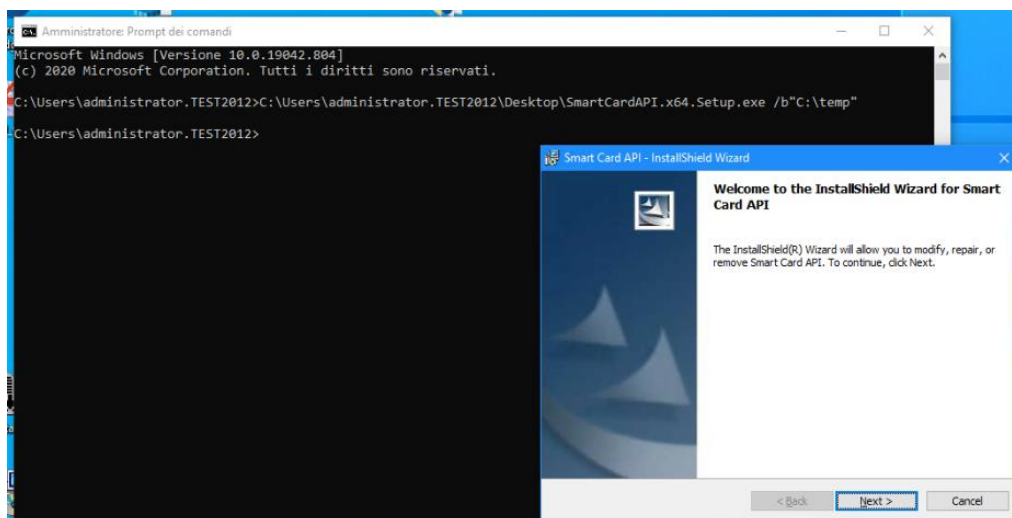 Amministratore: Prompt dei comandi
Microsoft Windows [Versione 10.0.19042.804]
(c) 2020 Microsoft Corporation. Tutti i diritti sono riservati.
C:\Users\administrator.TEST2012>C:\Users\administrator.TEST2012\Desktop\SmartCardAPI.x64.Setup.exe /b"C:\temp"
C:\Users\administrator.TEST2012>
Smart Card API - InstallShield Wizard
Welcome to the InstallShield Wizard for Smart
Card API
The InstallShield(R) Wizard will allow you to modify, repair, or
remove Smart Card API. To continue, click Next.
< Back
Next >
Cancel